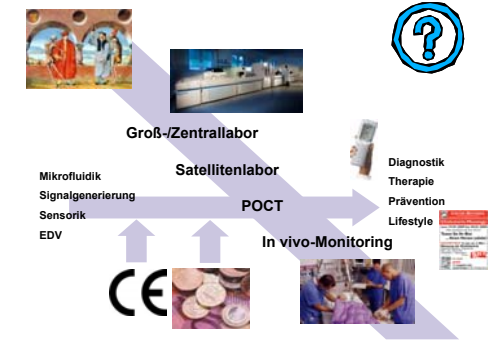 Groß-/Zentrallabor
Satellitenlabor
POCT
In vivo-Monitoring
Mikrofluidik
Signalgenerierung
Sensorik
EDV
Diagnostik
Therapie
Prävention
Lifestyle
CE
?